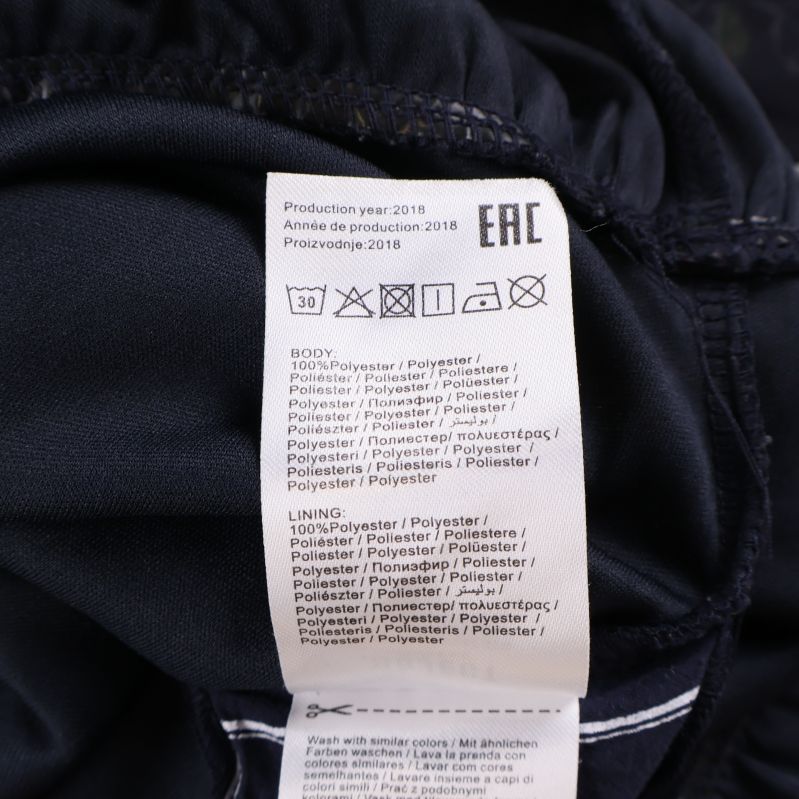 Production year:2018
Année de production:2018
Proizvodnje:2018
EAC
30
BODY:
100%Polyester / Polyester /
Poliéster / Poliester / Poliestere /
Poliester / Polyester / Polüester /
Polyester / Полиэфир / Polyester /
Poliester / Polyester / Poliester /
Poliészter / Poliester / بوليستر /
Polyester / Полиестер/ πολυεστέρας /
Polyesteri / Polyester / Polyester /
Poliesteris / Poliesteris / Poliester /
Polyester / Polyester
LINING:
100%Polyester / Polyester /
Poliéster / Poliester / Poliestere /
Poliester / Polyester / Polüester /
Polyester / Полиэфир / Polyester /
Poliester / Polyester / Poliester /
Poliészter / Poliester / بوليستر /
Polyester / Полиестер/ πολυεστέρας /
Polyesteri / Polyester / Polyester /
Poliesteris / Poliesteris / Poliester /
Polyester / Polyester
Wash with similar colors / Mit ähnlichen
Farben waschen / Lava la prenda con
colores similares / Lavar com cores
semelhantes / Lavare insieme a capi di
colori simili / Prać z podobnymi